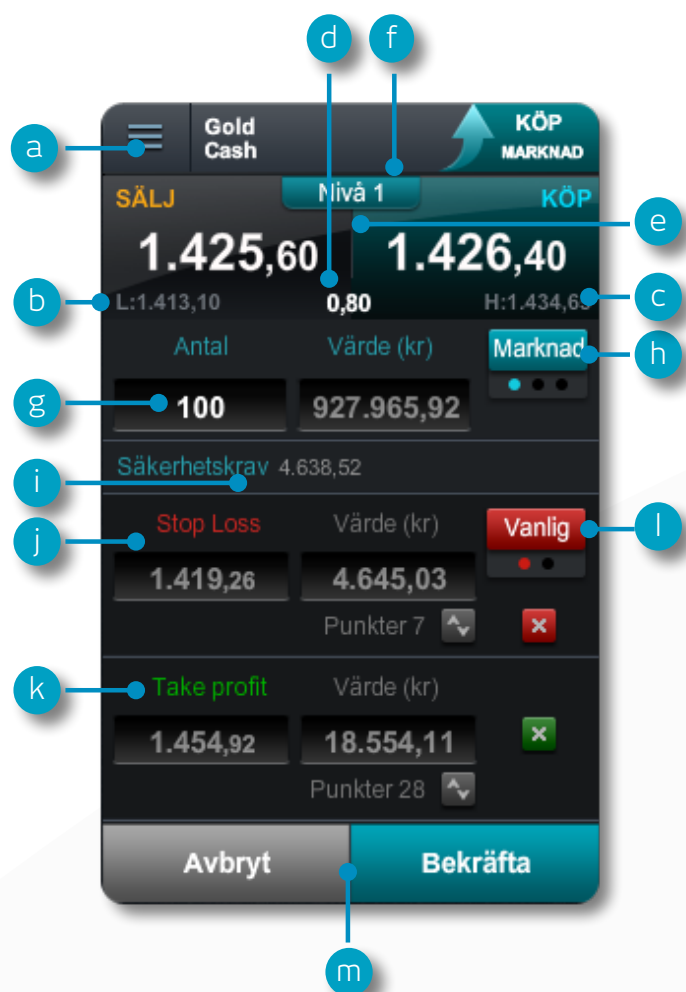 d f
Gold
Cash
KÖP
MARKNAD
a
SÄLJ Nivå 1 KÖP
e
1.425,60 1.426,40
b L:1.413,10 0,80 H:1.434,65 c
Antal Värde (kr) Marknad h
g 100 927.965,92
Säkerhetskrav 4.638,52
i
j Stop Loss Värde (kr) Vanlig l
1.419,26 4.645,03
Punkter 7
k Take profit Värde (kr)
1.454,92 18.554,11
Punkter 28
Avbryt Bekräfta
m